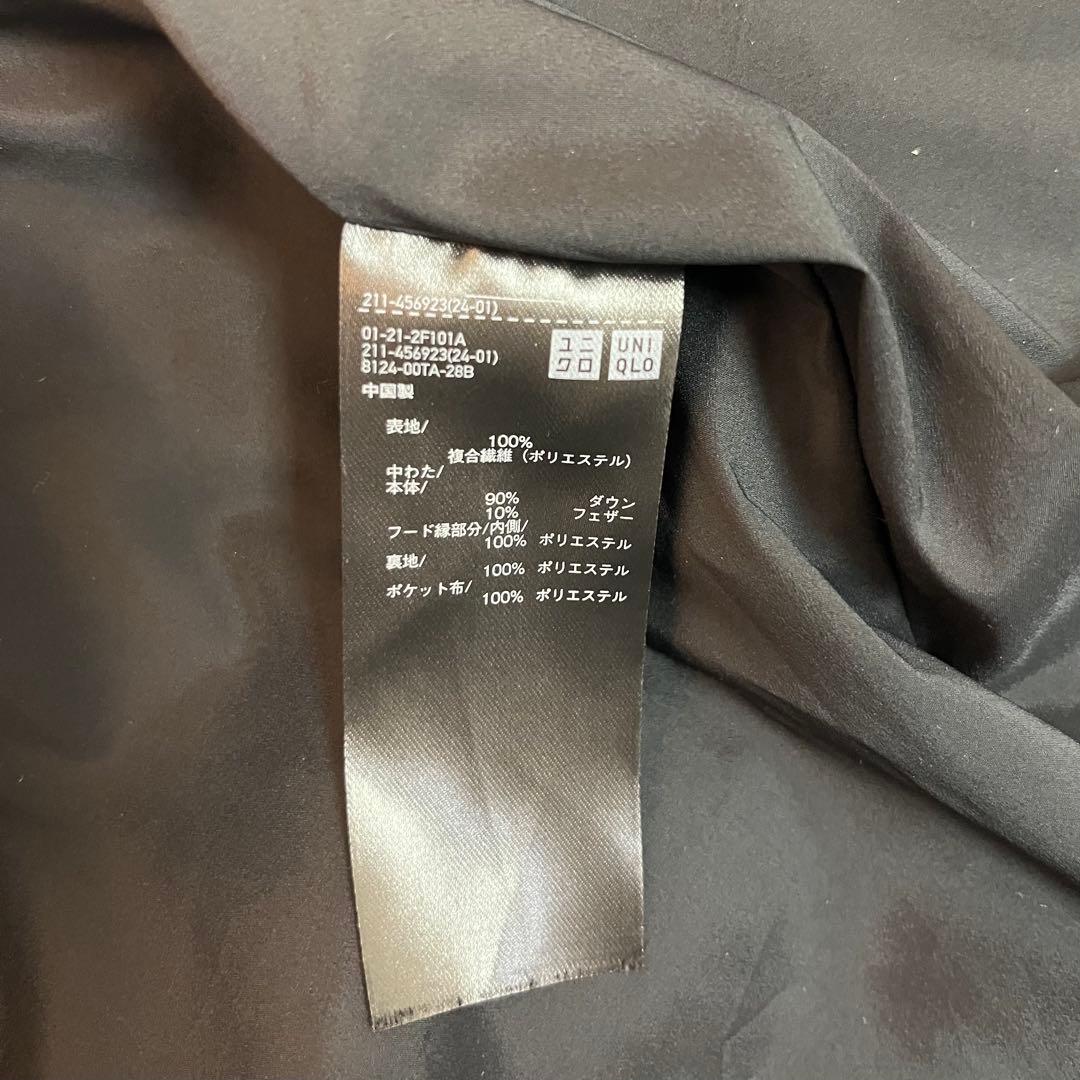 211-456923(24-01)
01-21-2F101A
211-456923(24-01)
8124-00TA-28B
中国製
ユニ
クロ
UNI
QLO
表地/
100%
複合繊維(ポリエステル)
中わた/
本体/
90% ダウン
10% フェザー
フード縁部分/内側/
100% ポリエステル
裏地/
100% ポリエステル
ポケット布/
100% ポリエステル